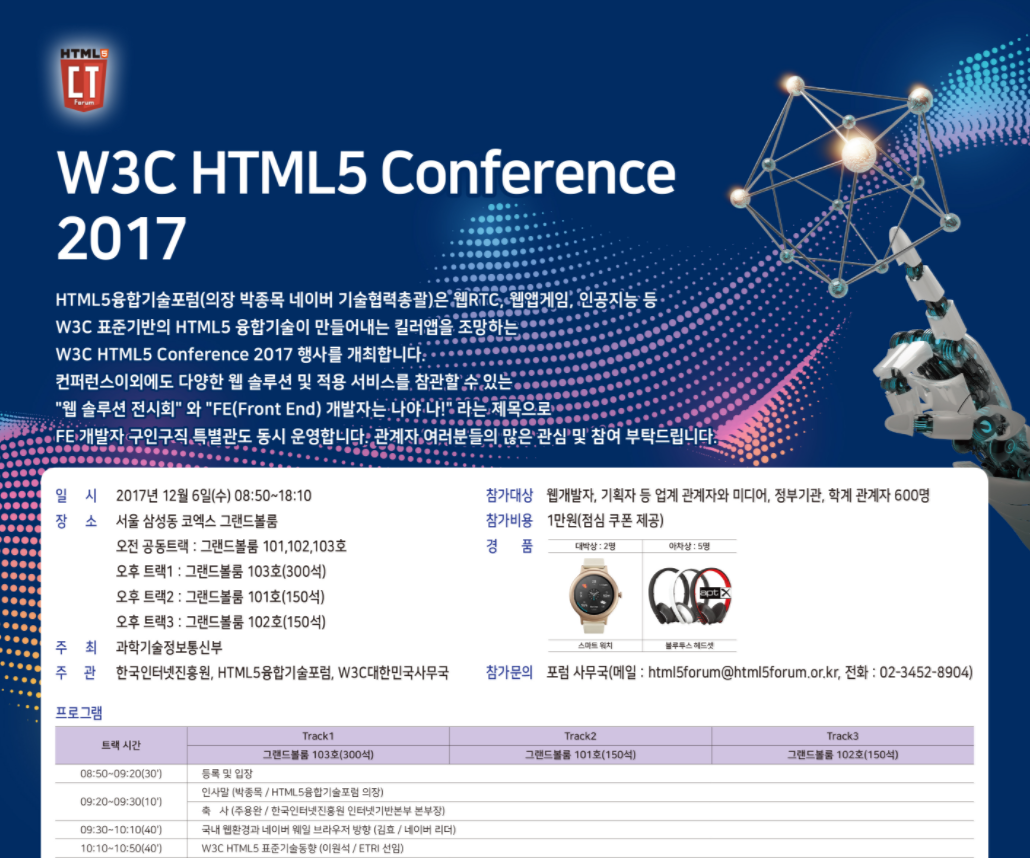 HTML5
CT
Forum
W3C HTML5 Conference
2017
HTML5융합기술포럼(의장 박종목 네이버 기술협력총괄)은 웹RTC, 웹앱게임, 인공지능 등
W3C 표준기반의 HTML5 융합기술이 만들어내는 킬러앱을 조망하는
W3C HTML5 Conference 2017 행사를 개최합니다.
컨퍼런스이외에도 다양한 웹 솔루션 및 적용 서비스를 참관할 수 있는
"웹 솔루션 전시회" 와 "FE(Front End) 개발자는 나야 나!" 라는 제목으로
FE 개발자 구인구직 특별관도 동시 운영합니다. 관계자 여러분들의 많은 관심 및 참여 부탁드립니다.
일 시 2017년 12월 6일(수) 08:50~18:10
장 소 서울 삼성동 코엑스 그랜드볼룸
오전 공동트랙 : 그랜드볼룸 101,102,103호
오후 트랙1 : 그랜드볼룸 103호(300석)
오후 트랙2 : 그랜드볼룸 101호(150석)
오후 트랙3 : 그랜드볼룸 102호(150석)
주 최 과학기술정보통신부
주 관 한국인터넷진흥원, HTML5융합기술포럼, W3C대한민국사무국
참가대상 웹개발자, 기획자 등 업계 관계자와 미디어, 정부기관, 학계 관계자 600명
참가비용 1만원(점심 쿠폰 제공)
경 품
대박상 : 2명 아차상 : 5명
aptX
스마트 워치 블루투스 헤드셋
참가문의 포럼 사무국(메일 : html5forum@html5forum.or.kr, 전화 : 02-3452-8904)
프로그램
트랙 시간 Track1 Track2 Track3
그랜드볼룸 103호(300석) 그랜드볼룸 101호(150석) 그랜드볼룸 102호(150석)
08:50~09:20(30') 등록 및 입장
09:20~09:30(10') 인사말 (박종목 / HTML5융합기술포럼 의장)
축 사 (주용완 / 한국인터넷진흥원 인터넷기반본부 본부장)
09:30~10:10(40') 국내 웹환경과 네이버 웨일 브라우저 방향 (김효 / 네이버 리더)
10:10~10:50(40') W3C HTML5 표준기술동향 (이원석 / ETRI 선임)